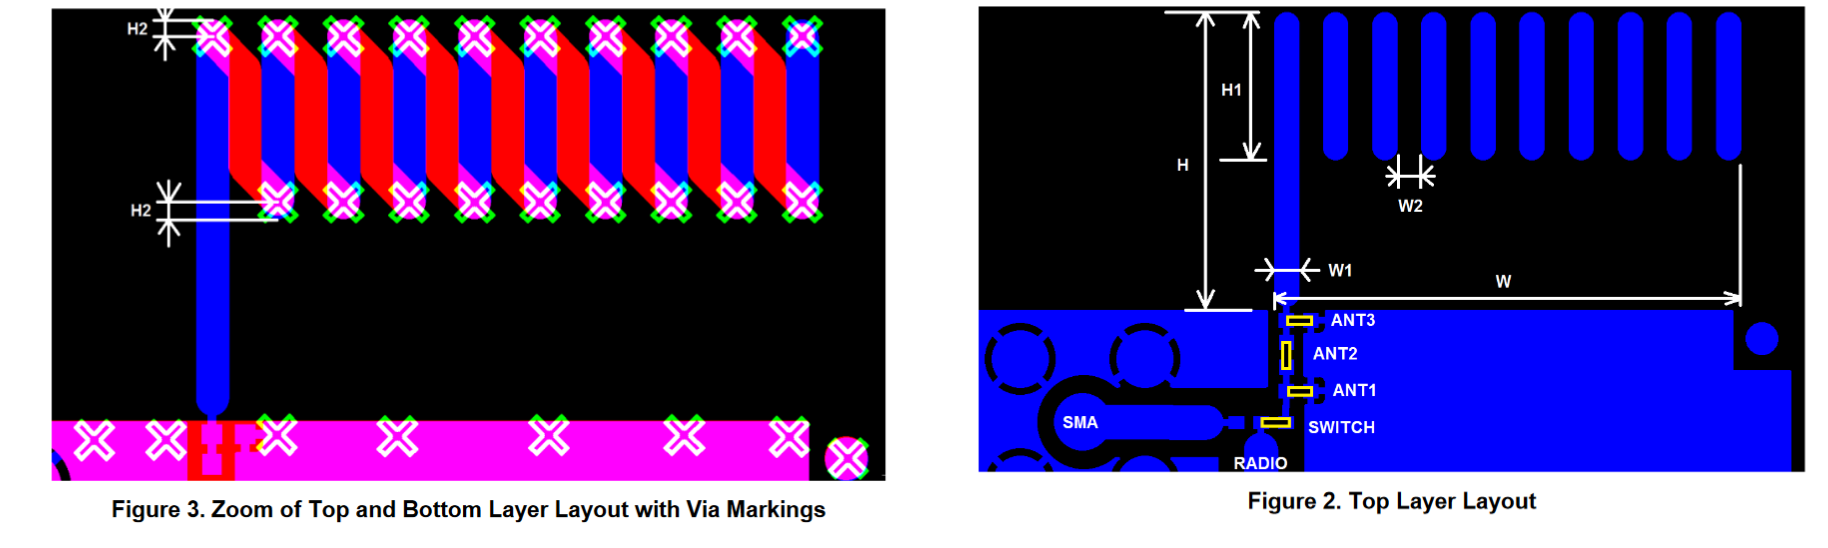 H2
H2
Figure 3. Zoom of Top and Bottom Layer Layout with Via Markings
H1
H
W2
W1
W
ANT3
ANT2
ANT1
SMA
SWITCH
RADIO
Figure 2. Top Layer Layout